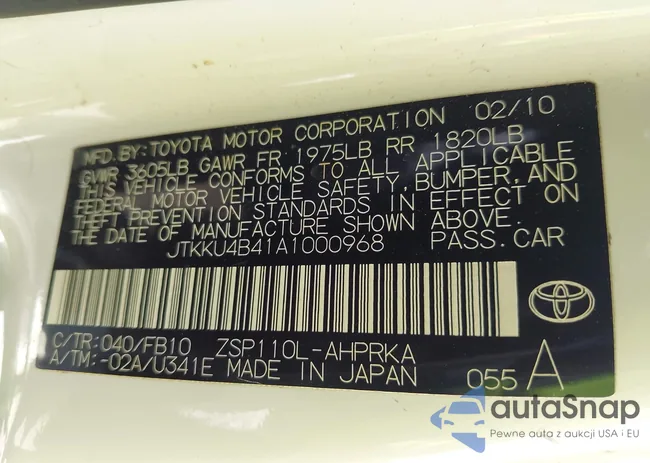 MFD. BY: TOYOTA MOTOR CORPORATION 02/10
GVWR 3605LB GAWR FR 1975LB RR 1820LB
THIS VEHICLE CONFORMS TO ALL APPLICABLE
FEDERAL MOTOR VEHICLE SAFETY, BUMPER, AND
THEFT PREVENTION STANDARDS IN EFFECT ON
THE DATE OF MANUFACTURE SHOWN ABOVE.
JTKKU4B41A1000968 PASS. CAR
C/TR: 040/FB10 ZSP110L-AHPRKA
A/TM: -02A/U341E MADE IN JAPAN 055 A
autaSnap
Pewne auta z aukcji USA i EU